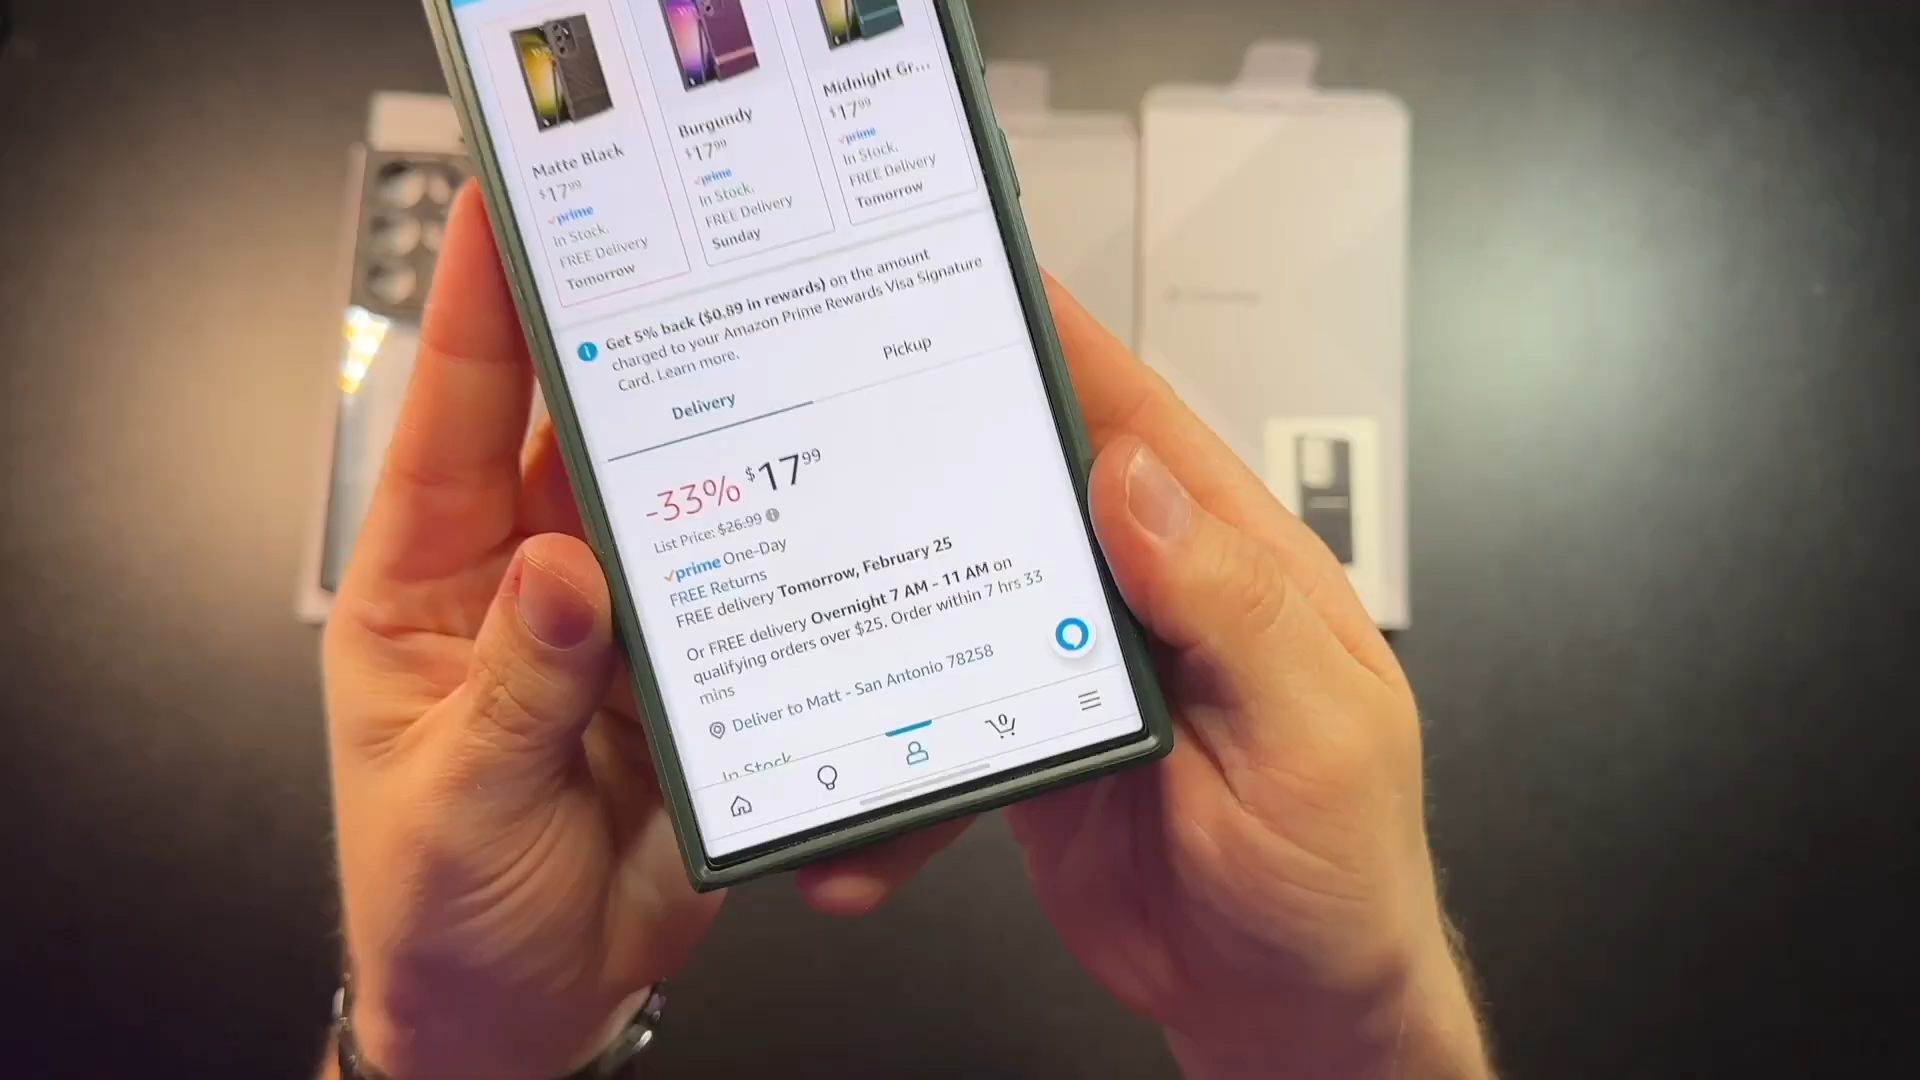 Matte Black
$17.99
prime
In Stock.
FREE Delivery
Tomorrow
Burgundy
$17.99
prime
In Stock.
FREE Delivery
Sunday
Midnight Gr...
$17.99
prime
In Stock.
FREE Delivery
Tomorrow
Get 5% back ($0.89 in rewards) on the amount
charged to your Amazon Prime Rewards Visa Signature
Card. Learn more.
Delivery
Pickup
-33% $17.99
List Price: $26.99
prime One-Day
FREE Returns
FREE delivery Tomorrow, February 25
Or FREE delivery Overnight 7 AM - 11 AM on
qualifying orders over $25. Order within 7 hrs 33
mins
Deliver to Matt - San Antonio 78258
In Stock
0